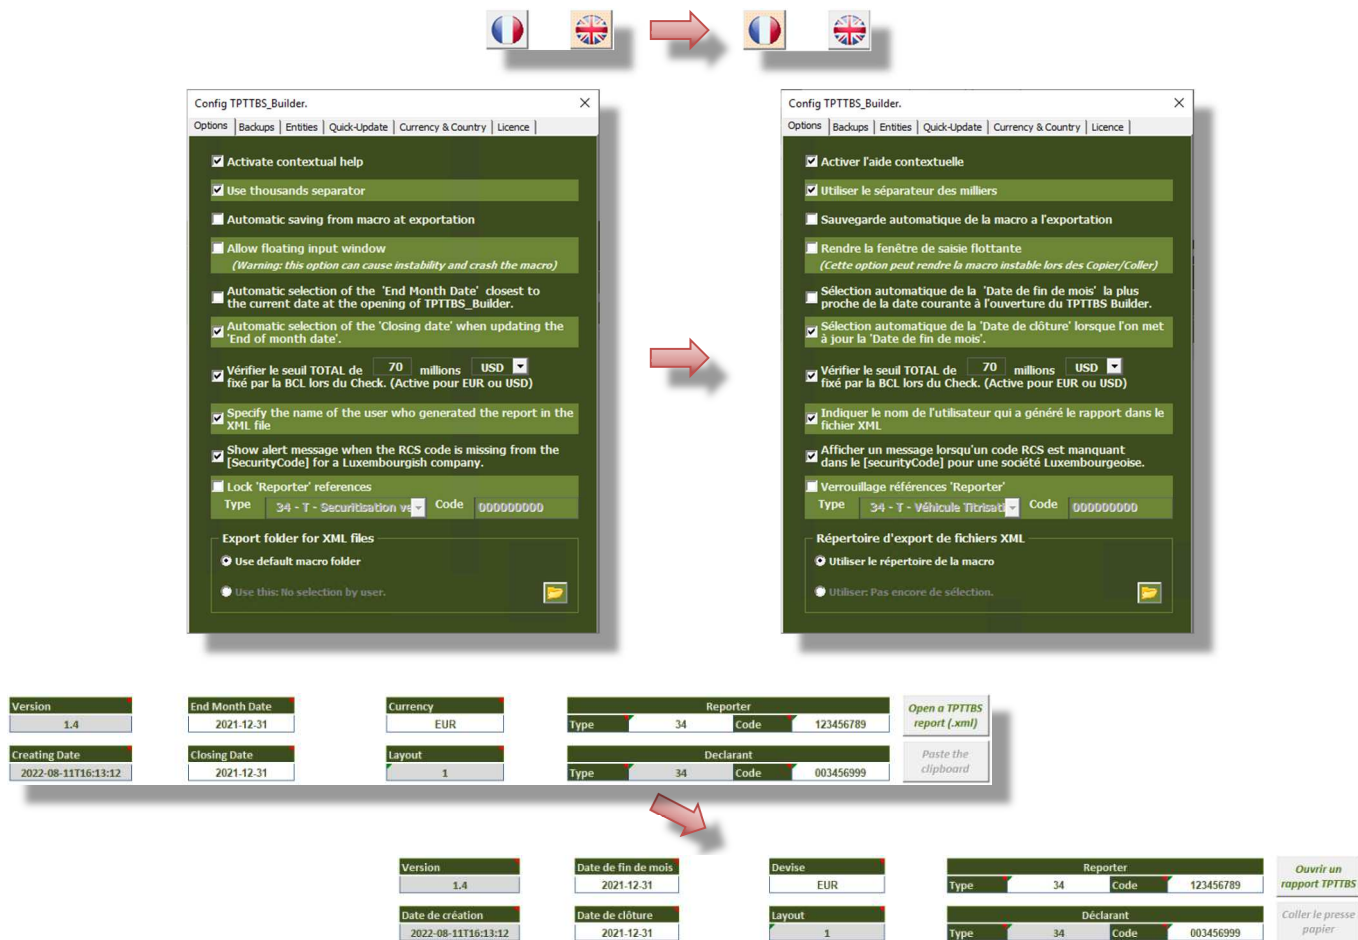 Config TPTTBS_Builder.
Options Backups Entities Quick-Update Currency & Country Licence
Activate contextual help
Use thousands separator
Automatic saving from macro at exportation
Allow floating input window
(Warning: this option can cause instability and crash the macro)
Automatic selection of the 'End Month Date' closest to
the current date at the opening of TPTTBS_Builder.
Automatic selection of the 'Closing date' when updating the
'End of month date'.
Vérifier le seuil TOTAL de 70 millions USD
fixé par la BCL lors du Check. (Active pour EUR ou USD)
Specify the name of the user who generated the report in the
XML file
Show alert message when the RCS code is missing from the
[SecurityCode] for a Luxembourgish company.
Lock 'Reporter' references
Type 34 - T - Securitisation ve Code 000000000
Export folder for XML files
Use default macro folder
Use this: No selection by user.
Config TPTTBS_Builder.
Options Backups Entities Quick-Update Currency & Country Licence
Activer l'aide contextuelle
Utiliser le séparateur des milliers
Sauvegarde automatique de la macro a l'exportation
Rendre la fenêtre de saisie flottante
(Cette option peut rendre la macro instable lors des Copier/Coller)
Sélection automatique de la 'Date de fin de mois' la plus
proche de la date courante à l'ouverture du TPTTBS Builder.
Sélection automatique de la 'Date de clôture' lorsque l'on met
à jour la 'Date de fin de mois'.
Vérifier le seuil TOTAL de 70 millions USD
fixé par la BCL lors du Check. (Active pour EUR ou USD)
Indiquer le nom de l'utilisateur qui a généré le rapport dans le
fichier XML
Afficher un message lorsqu'un code RCS est manquant
dans le [securityCode] pour une société Luxembourgeoise.
Verrouillage références 'Reporter'
Type 34 - T - Véhicule Titrisati Code 000000000
Répertoire d'export de fichiers XML
Utiliser le répertoire de la macro
Utiliser: Pas encore de sélection.
Version End Month Date Currency Reporter Open a TPTTBS
1.4 2021-12-31 EUR Type 34 Code 123456789 report (.xml)
Creating Date Closing Date Layout Declarant Paste the
2022-08-11T16:13:12 2021-12-31 1 Type 34 Code 003456999 clipboard
Version Date de fin de mois Devise Reporter Ouvrir un
1.4 2021-12-31 EUR Type 34 Code 123456789 rapport TPTTBS
Date de création Date de clôture Layout Déclarant Coller le presse
2022-08-11T16:13:12 2021-12-31 1 Type 34 Code 003456999 papier